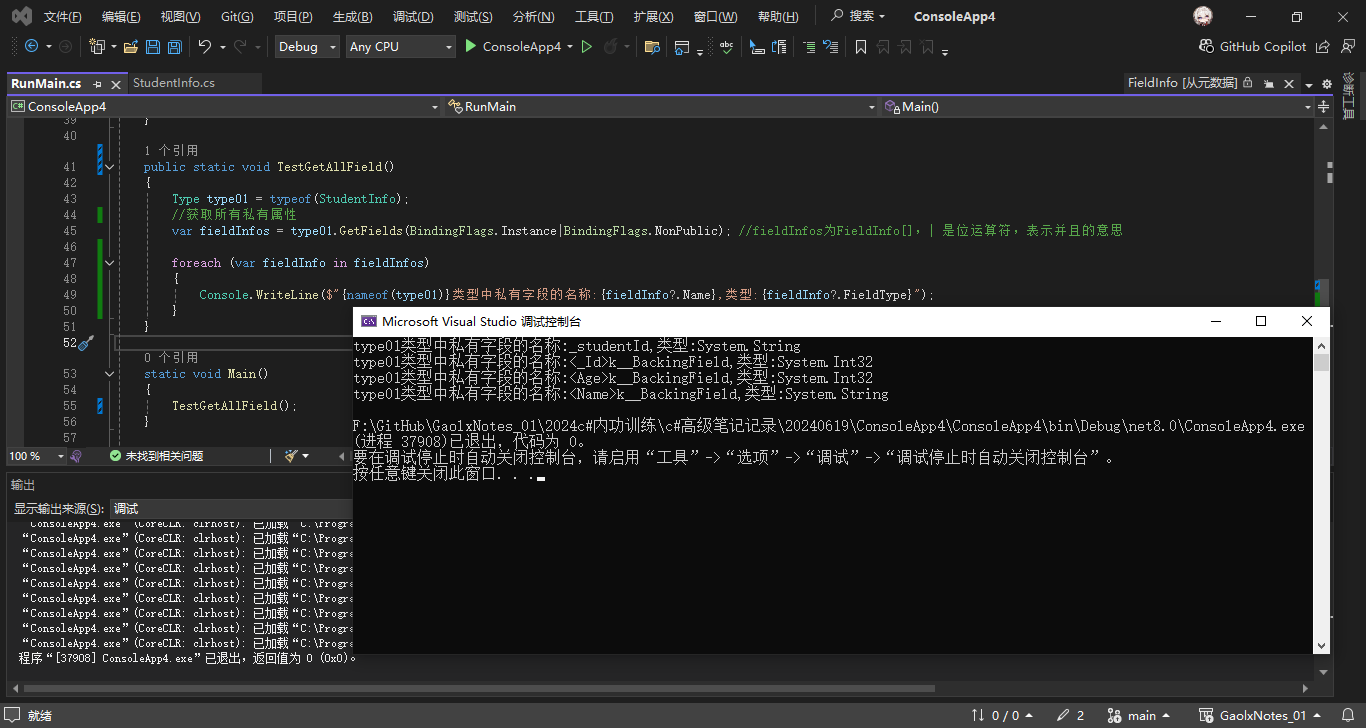 文件(F) 编辑(E) 视图(V) Git(G) 项目(P) 生成(B) 调试(D) 测试(S) 分析(N) 工具(T) 扩展(X) 窗口(W) 帮助(H) 搜索 ConsoleApp4
Debug Any CPU ConsoleApp4 GitHub Copilot
RunMain.cs StudentInfo.cs FieldInfo [从元数据]
ConsoleApp4 RunMain Main()
诊断工具
39 }
40
1 个引用
41 public static void TestGetAllField()
42 {
43 Type type01 = typeof(StudentInfo);
44 //获取所有私有属性
45 var fieldInfos = type01.GetFields(BindingFlags.Instance|BindingFlags.NonPublic); //fieldInfos为FieldInfo[]，| 是位运算符，表示并且的意思
46
47 foreach (var fieldInfo in fieldInfos)
48 {
49 Console.WriteLine($"{nameof(type01)}类型中私有字段的名称:{fieldInfo?.Name},类型:{fieldInfo?.FieldType}");
50 }
51 }
52
0 个引用
53 static void Main()
54 {
55 TestGetAllField();
56 }
57
100 % 未找到相关问题
输出
显示输出来源(S): 调试
“ConsoleApp4.exe”(CoreCLR: clrhost): 已加载“C:\Progra
“ConsoleApp4.exe”(CoreCLR: clrhost): 已加载“C:\Progra
“ConsoleApp4.exe”(CoreCLR: clrhost): 已加载“C:\Progra
“ConsoleApp4.exe”(CoreCLR: clrhost): 已加载“C:\Progra
“ConsoleApp4.exe”(CoreCLR: clrhost): 已加载“C:\Progra
“ConsoleApp4.exe”(CoreCLR: clrhost): 已加载“C:\Progra
“ConsoleApp4.exe”(CoreCLR: clrhost): 已加载“C:\Progra
“ConsoleApp4.exe”(CoreCLR: clrhost): 已加载“C:\Progra
“ConsoleApp4.exe”(CoreCLR: clrhost): 已加载“C:\Progra
程序“[37908] ConsoleApp4.exe”已退出，返回值为 0 (0x0)。
Microsoft Visual Studio 调试控制台
type01类型中私有字段的名称:_studentId,类型:System.String
type01类型中私有字段的名称:<_Id>k__BackingField,类型:System.Int32
type01类型中私有字段的名称:<Age>k__BackingField,类型:System.Int32
type01类型中私有字段的名称:<Name>k__BackingField,类型:System.String
F:\GitHub\GaolxNotes_01\2024c#内功训练\c#高级笔记记录\20240619\ConsoleApp4\ConsoleApp4\bin\Debug\net8.0\ConsoleApp4.exe
(进程 37908)已退出，代码为 0。
要在调试停止时自动关闭控制台，请启用“工具”->“选项”->“调试”->“调试停止时自动关闭控制台”。
按任意键关闭此窗口. . .
就绪 0 / 0 2 main GaolxNotes_01